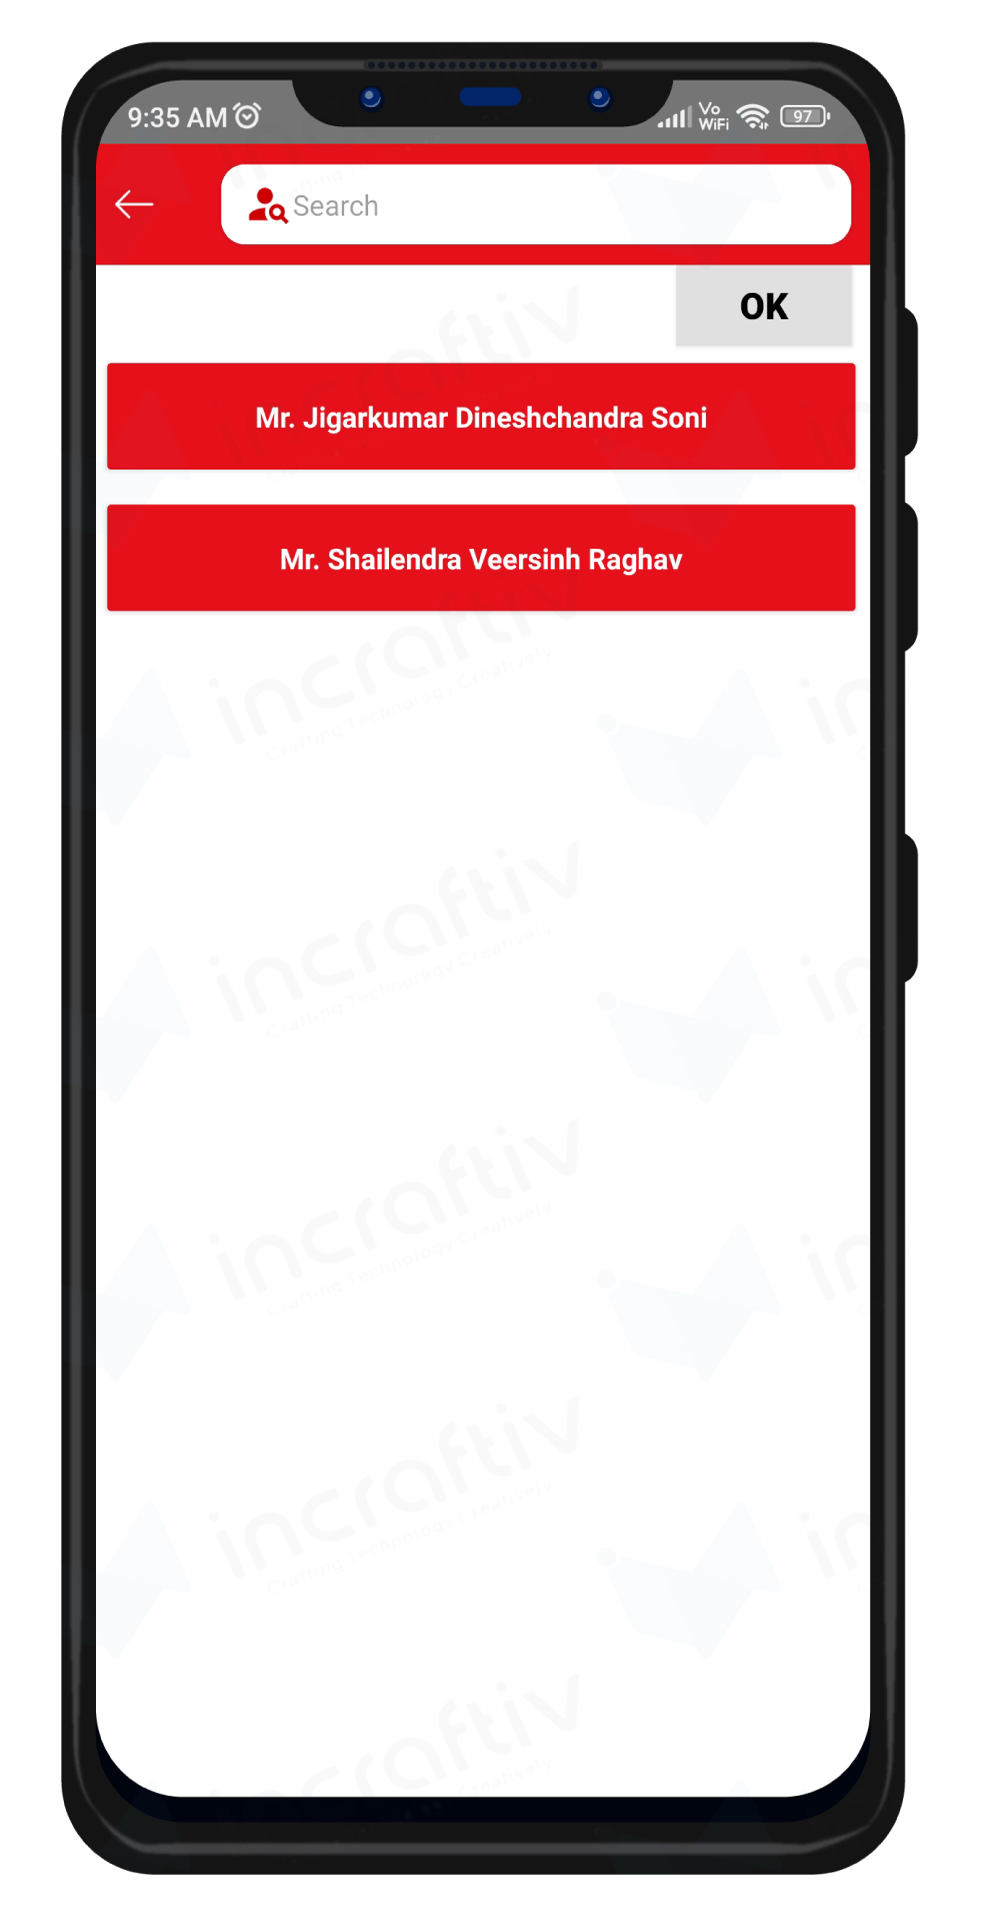 9:35 AM
Vo
WiFi
97
Search
OK
Mr. Jigarkumar Dineshchandra Soni
Mr. Shailendra Veersinh Raghav
incraftiv
Crafting Technology Creatively
incraftiv
Crafting Technology Creatively
incraftiv
Crafting Technology Creatively
incraftiv
Crafting Technology Creatively
incraftiv